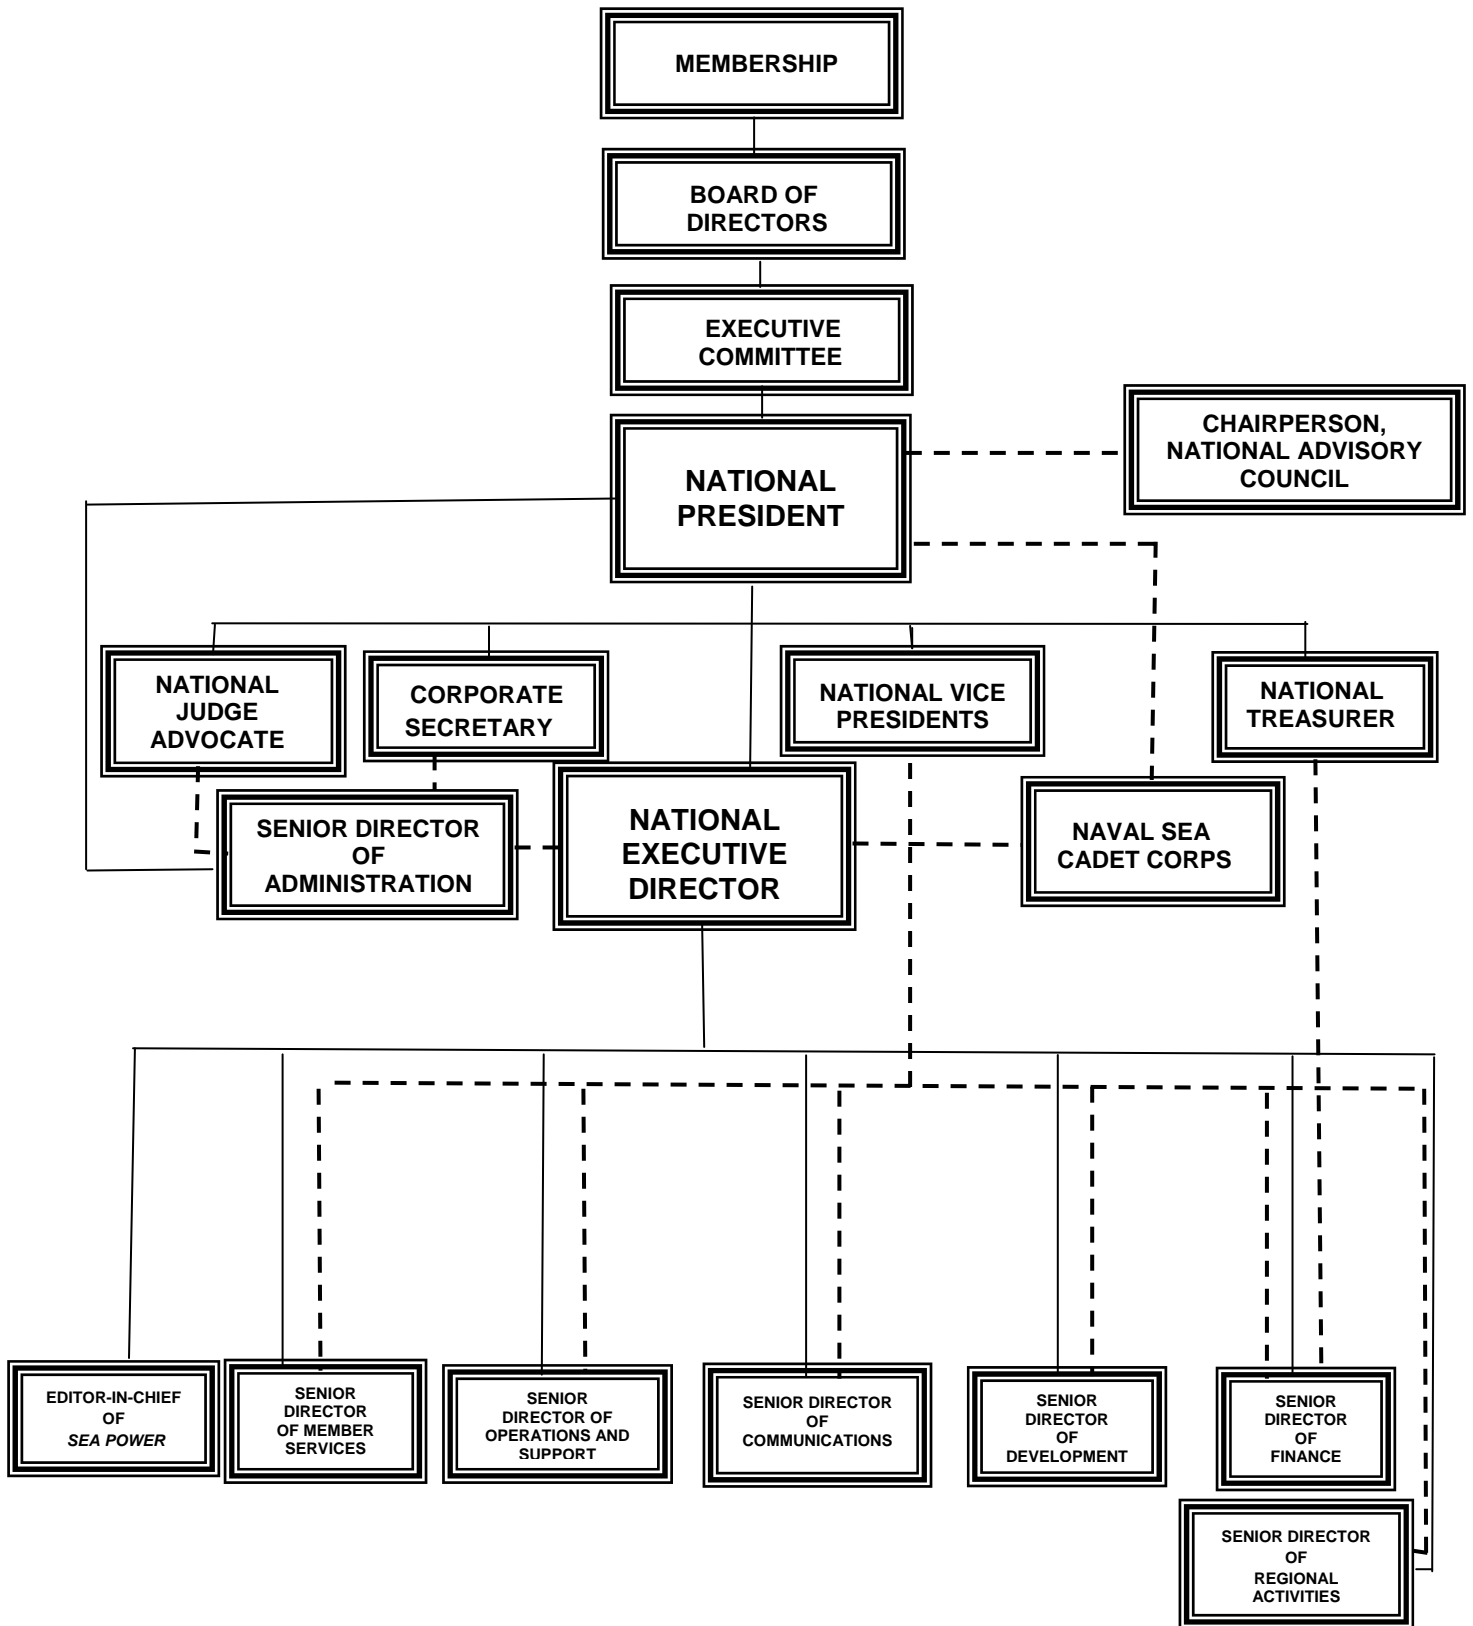 MEMBERSHIP
BOARD OF
DIRECTORS
EXECUTIVE
COMMITTEE
CHAIRPERSON,
NATIONAL ADVISORY
COUNCIL
NATIONAL
PRESIDENT
NATIONAL
JUDGE
ADVOCATE
CORPORATE
SECRETARY
NATIONAL VICE
PRESIDENTS
NATIONAL
TREASURER
SENIOR DIRECTOR
OF
ADMINISTRATION
NATIONAL
EXECUTIVE
DIRECTOR
NAVAL SEA
CADET CORPS
EDITOR-IN-CHIEF
OF
SEA POWER
SENIOR
DIRECTOR
OF MEMBER
SERVICES
SENIOR
DIRECTOR OF
OPERATIONS AND
SUPPORT
SENIOR DIRECTOR
OF
COMMUNICATIONS
SENIOR
DIRECTOR
OF
DEVELOPMENT
SENIOR
DIRECTOR
OF
FINANCE
SENIOR DIRECTOR
OF
REGIONAL
ACTIVITIES